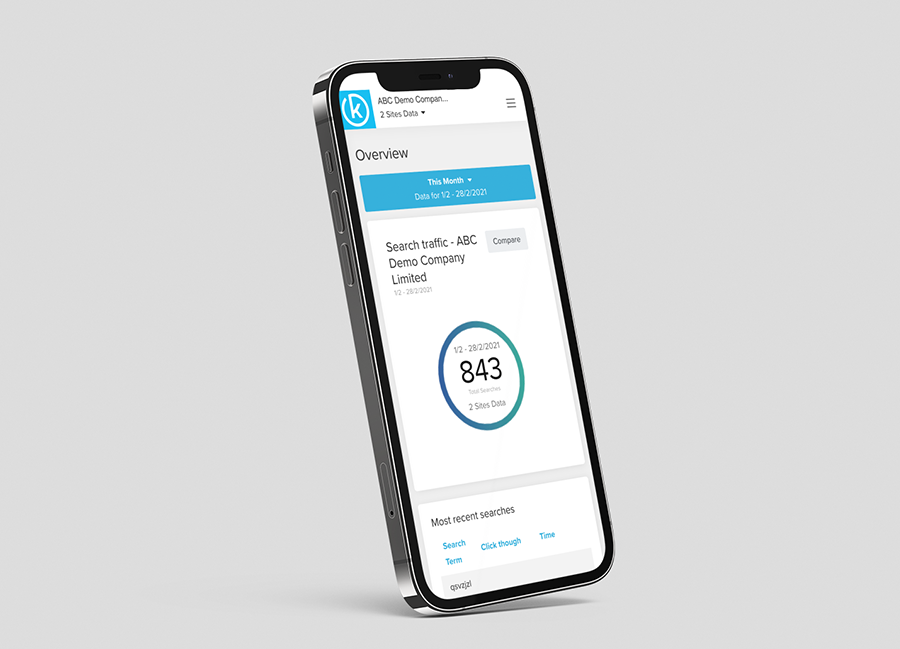 k
ABC Demo Compan...
2 Sites Data
Overview
This Month
Data for 1/2 - 28/2/2021
Search traffic - ABC
Demo Company
Limited
Compare
1/2 - 28/2/2021
1/2 - 28/2/2021
843
Total Searches
2 Sites Data
Most recent searches
Search
Term
Click though
Time
qsvzjzl